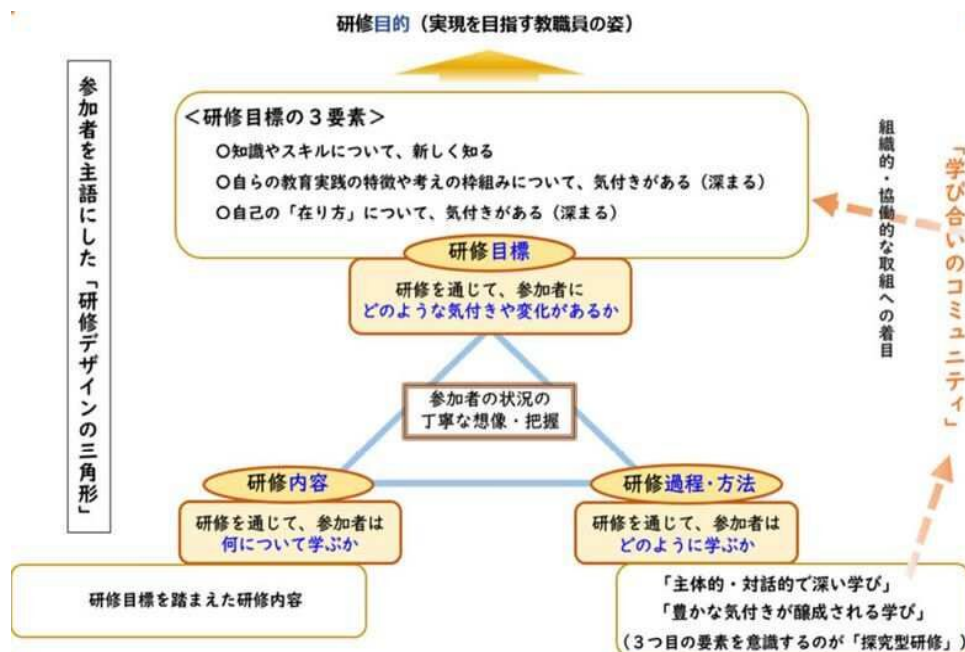 研修目的（実現を目指す教職員の姿）
参加者を主語にした「研修デザインの三角形」
＜研修目標の３要素＞
○知識やスキルについて、新しく知る
○自らの教育実践の特徴や考えの枠組みについて、気付きがある（深まる）
○自己の「在り方」について、気付きがある（深まる）
研修目標
研修を通じて、参加者に
どのような気付きや変化があるか
組織的・協働的な取組への着目
「学び合いのコミュニティ」
参加者の状況の
丁寧な想像・把握
研修内容
研修を通じて、参加者は
何について学ぶか
研修目標を踏まえた研修内容
研修過程・方法
研修を通じて、参加者は
どのように学ぶか
「主体的・対話的で深い学び」
「豊かな気付きが醸成される学び」
（３つ目の要素を意識するのが「探究型研修」）